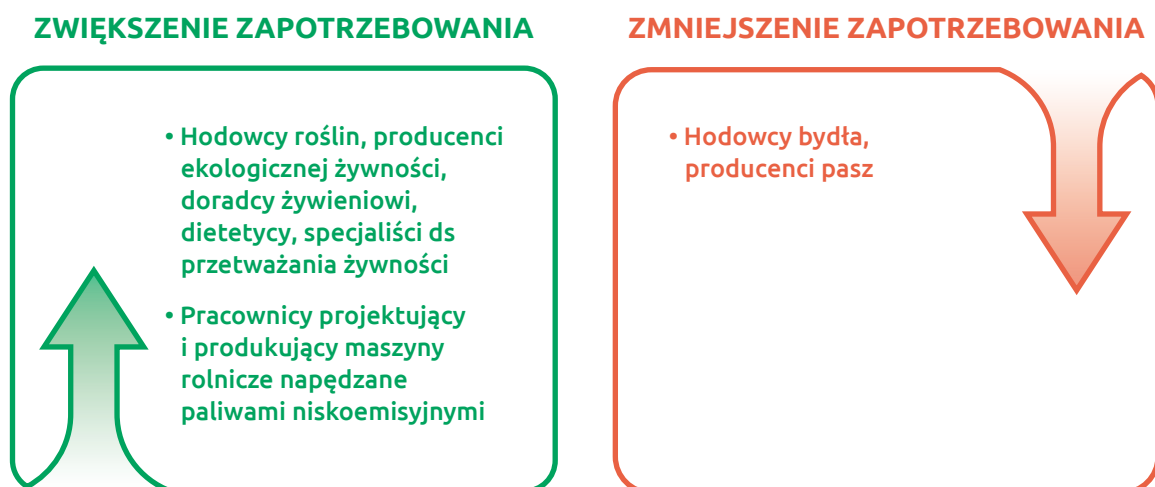 ZWIĘKSZENIE ZAPOTRZEBOWANIA
• Hodowcy roślin, producenci
ekologicznej żywności,
doradcy żywieniowi,
dietetycy, specjaliści ds
przetważania żywności
• Pracownicy projektujący
i produkujący maszyny
rolnicze napędzane
paliwami niskoemisyjnymi
ZMNIEJSZENIE ZAPOTRZEBOWANIA
• Hodowcy bydła,
producenci pasz